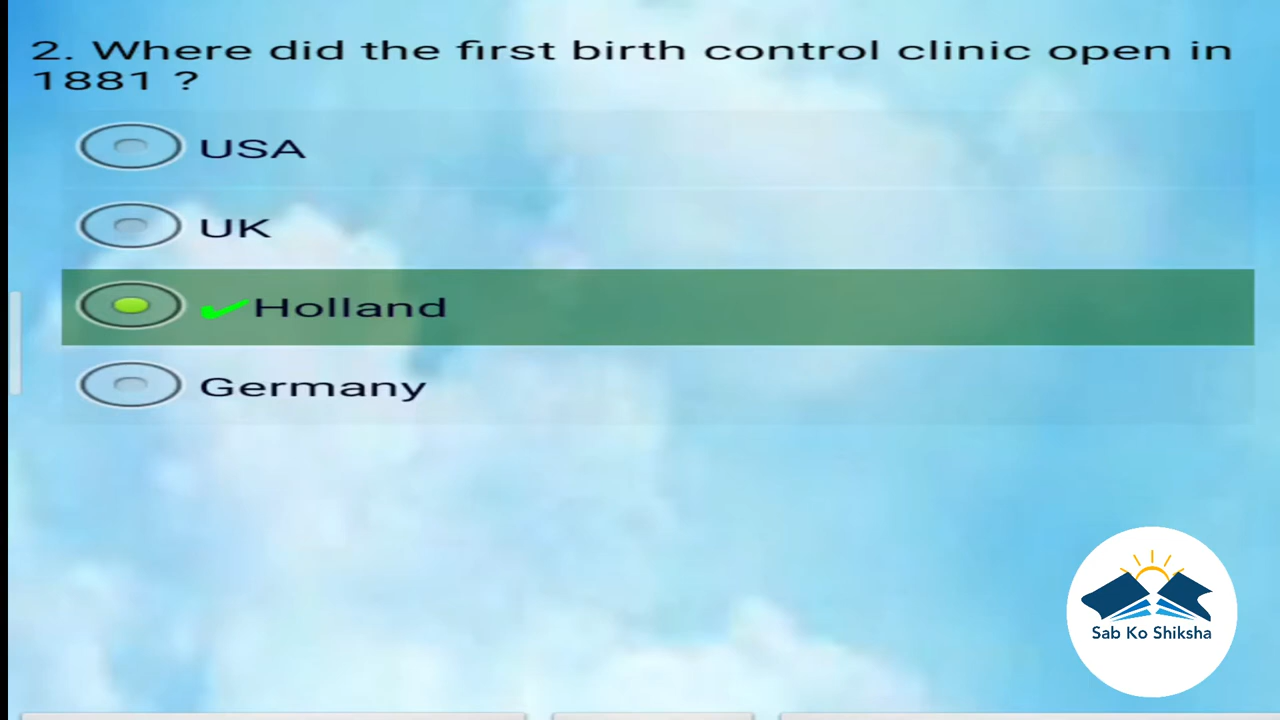 2. Where did the first birth control clinic open in
1881 ?
USA
UK
✔Holland
Germany
Sab Ko Shiksha